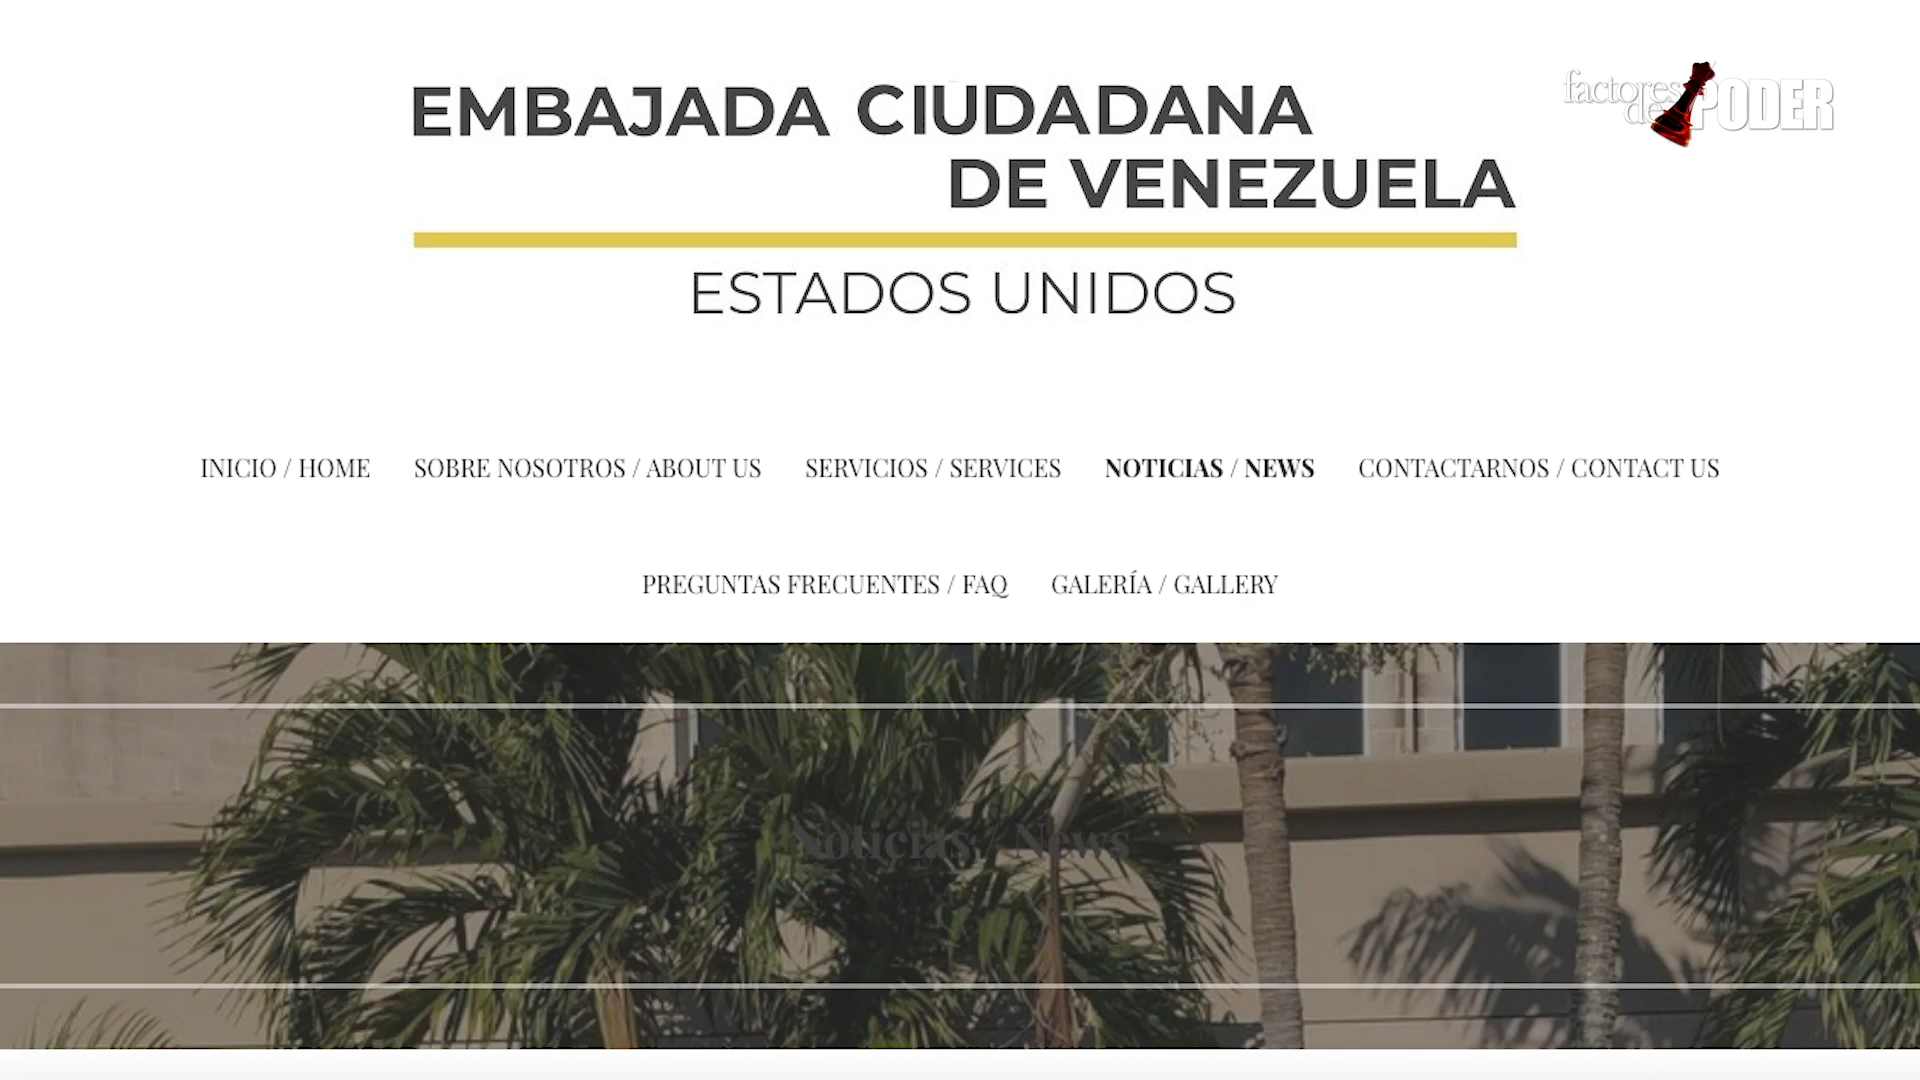 EMBAJADA CIUDADANA
DE VENEZUELA
ESTADOS UNIDOS
factores
de PODER
INICIO / HOME SOBRE NOSOTROS / ABOUT US SERVICIOS / SERVICES NOTICIAS / NEWS CONTACTARNOS / CONTACT US
PREGUNTAS FRECUENTES / FAQ GALERÍA / GALLERY
Noticias / News